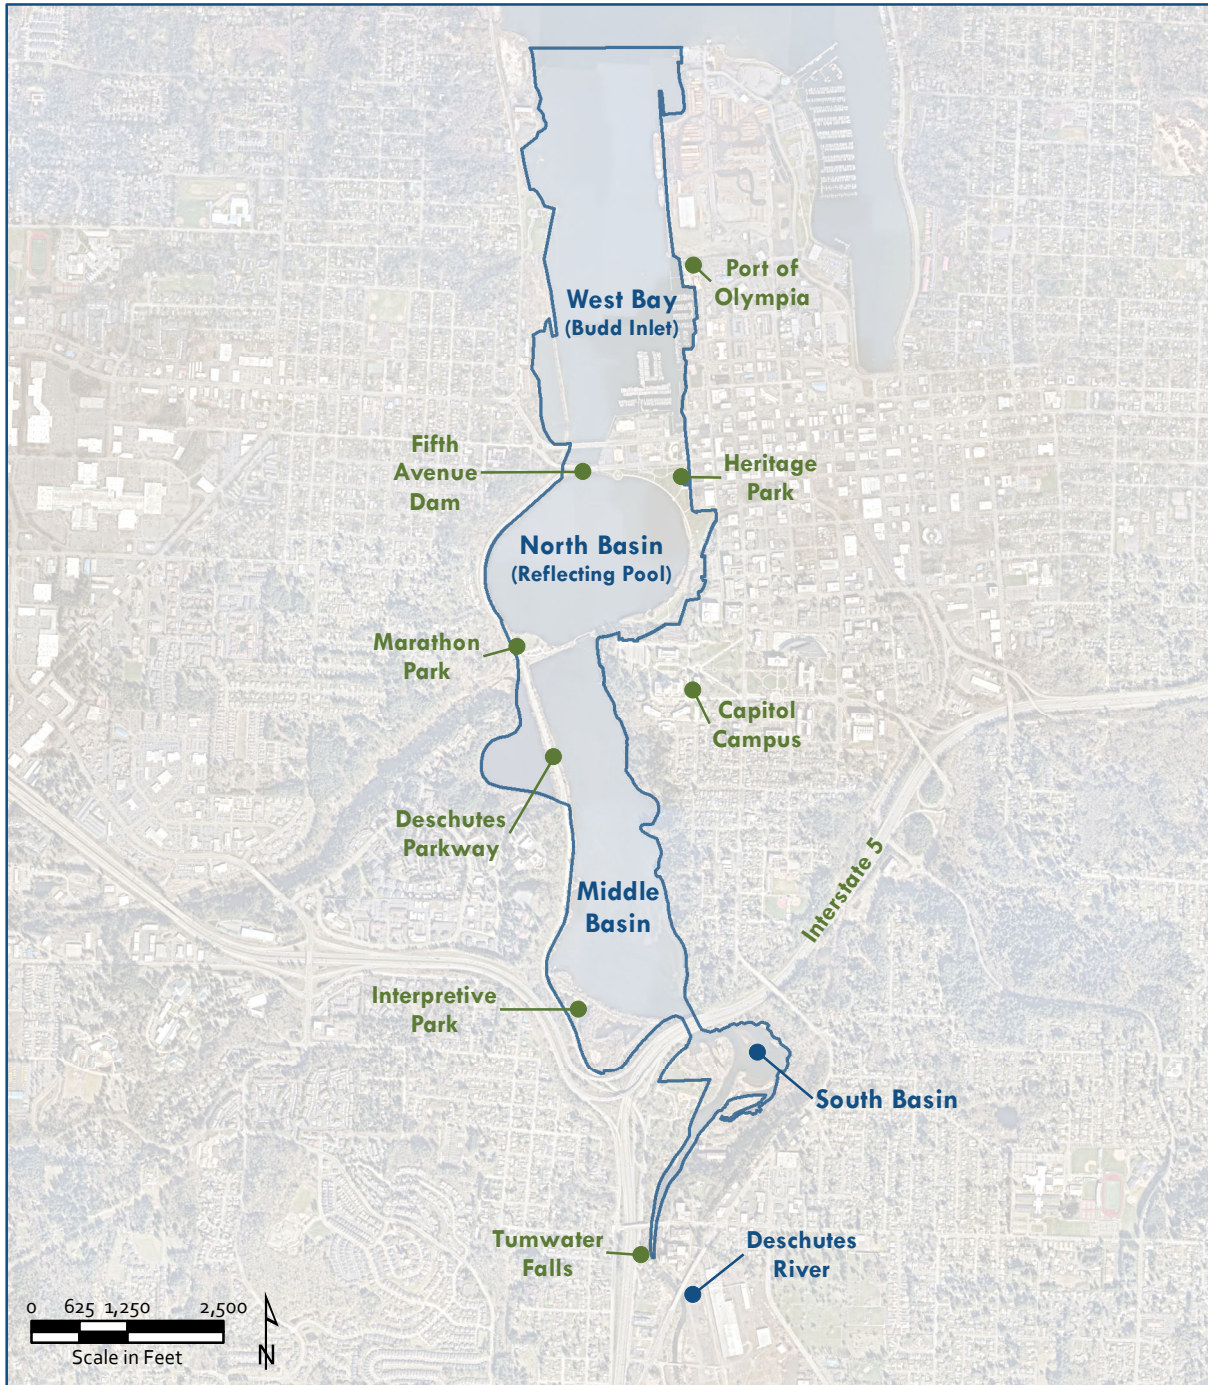 Port of
Olympia
West Bay
(Budd Inlet)
Fifth
Avenue
Dam
Heritage
Park
North Basin
(Reflecting Pool)
Marathon
Park
Capitol
Campus
Deschutes
Parkway
Interstate 5
Middle
Basin
Interpretive
Park
South Basin
Tumwater
Falls
Deschutes
River
0 625 1,250 2,500
Scale in Feet
N